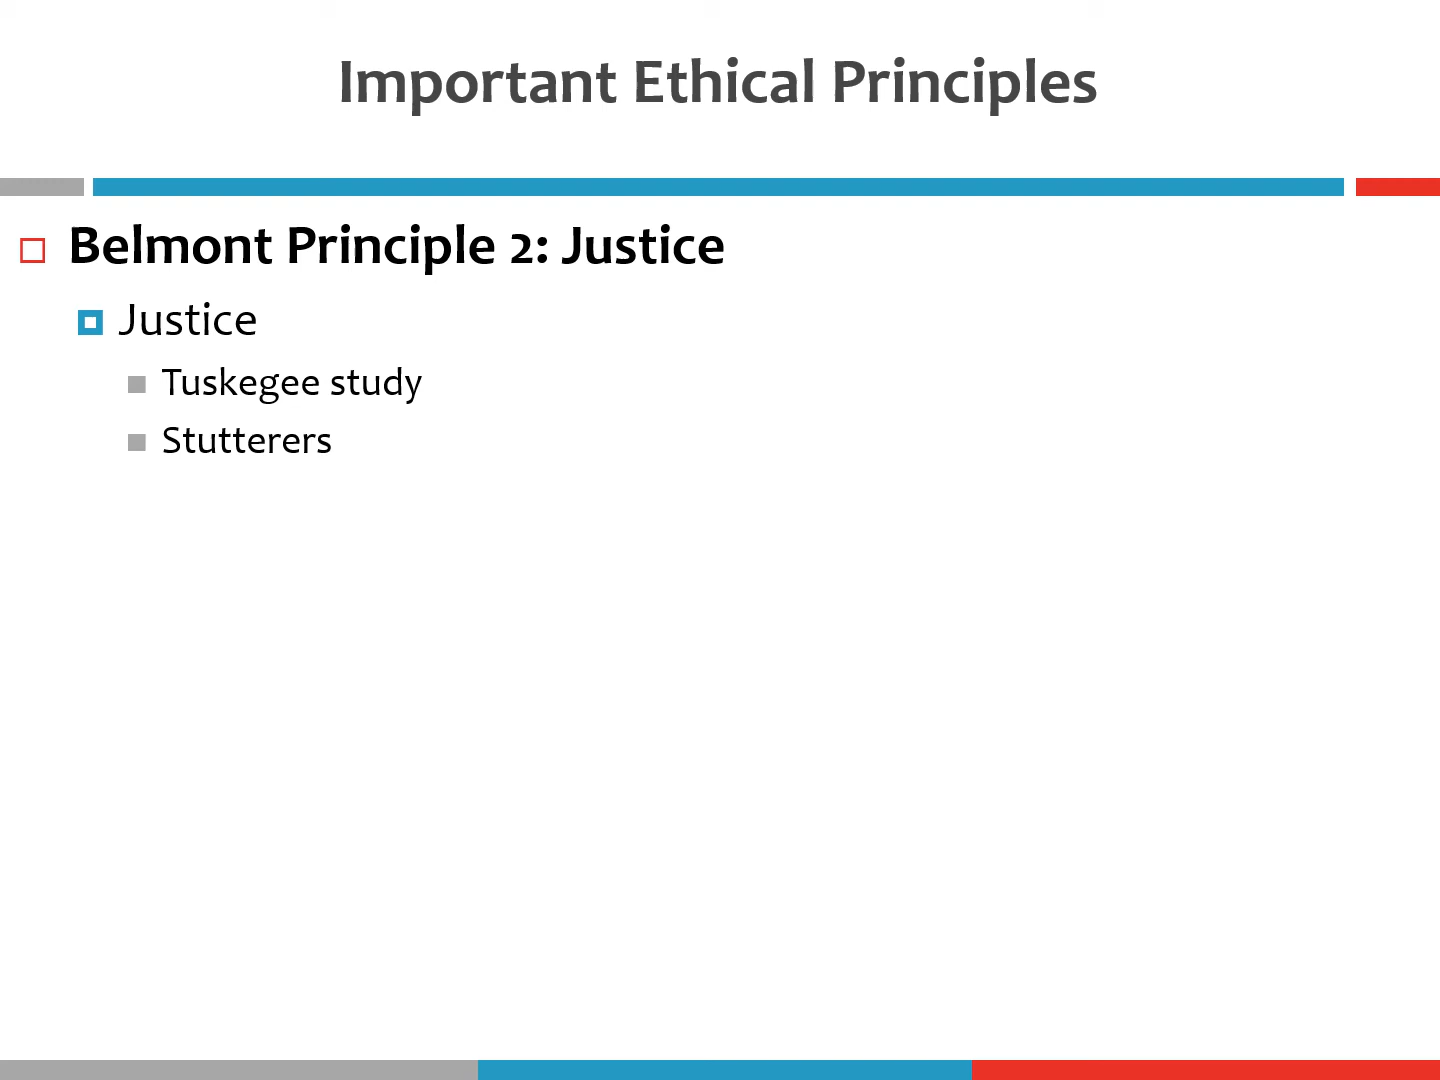 Important Ethical Principles
Belmont Principle 2: Justice
Justice
Tuskegee study
Stutterers